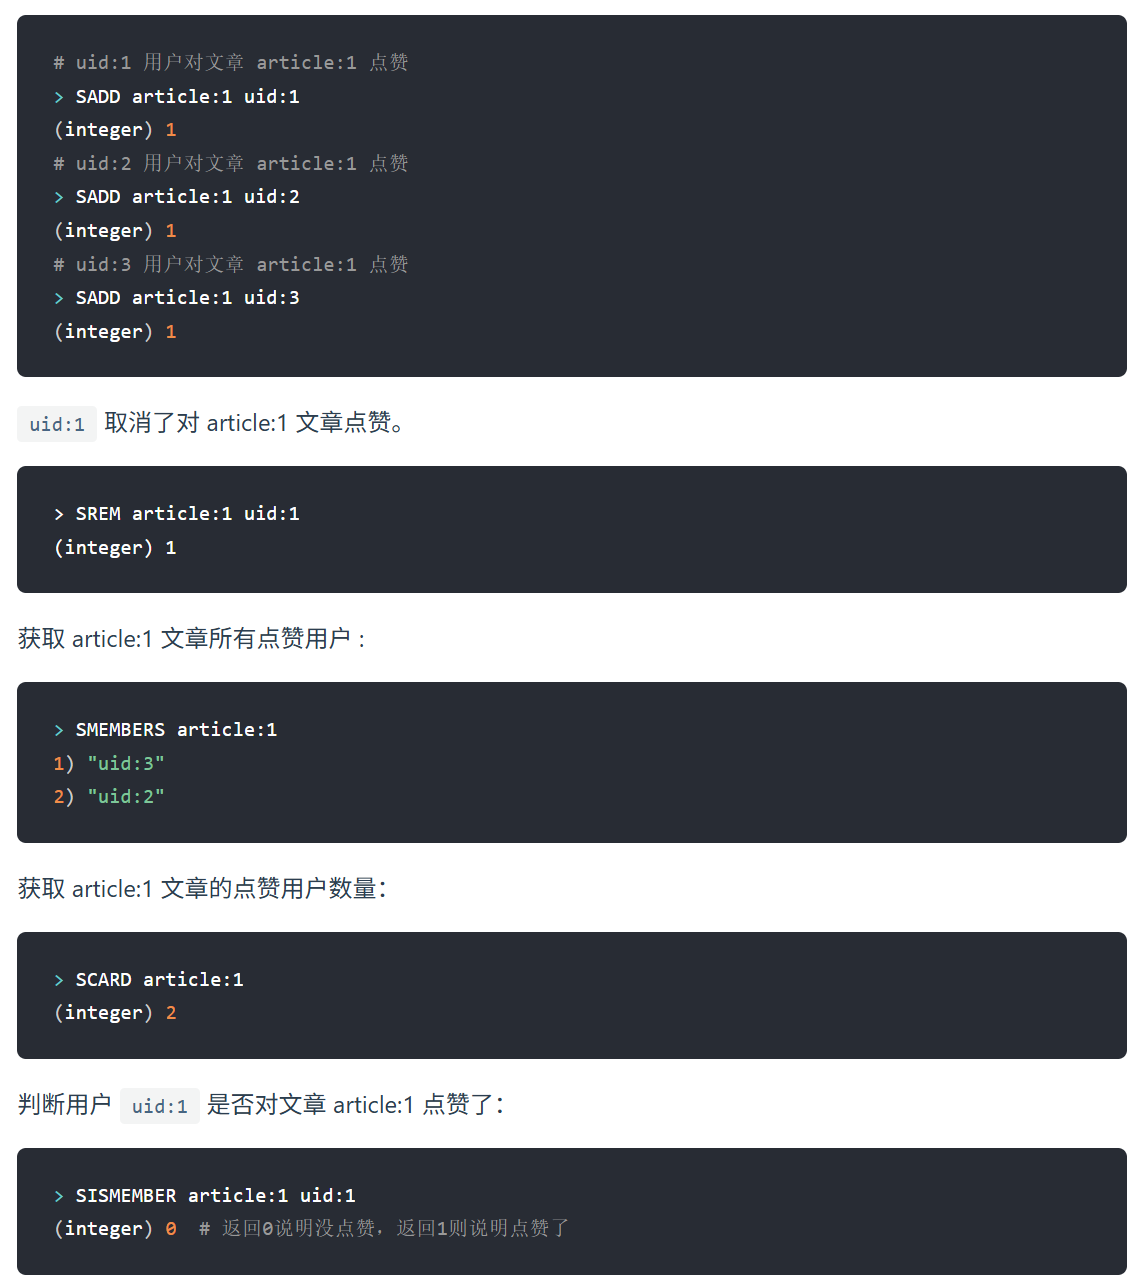 # uid:1 用户对文章 article:1 点赞
> SADD article:1 uid:1
(integer) 1
# uid:2 用户对文章 article:1 点赞
> SADD article:1 uid:2
(integer) 1
# uid:3 用户对文章 article:1 点赞
> SADD article:1 uid:3
(integer) 1
uid:1 取消了对 article:1 文章点赞。
> SREM article:1 uid:1
(integer) 1
获取 article:1 文章所有点赞用户 :
> SMEMBERS article:1
1) "uid:3"
2) "uid:2"
获取 article:1 文章的点赞用户数量：
> SCARD article:1
(integer) 2
判断用户 uid:1 是否对文章 article:1 点赞了：
> SISMEMBER article:1 uid:1
(integer) 0  # 返回0说明没点赞，返回1则说明点赞了